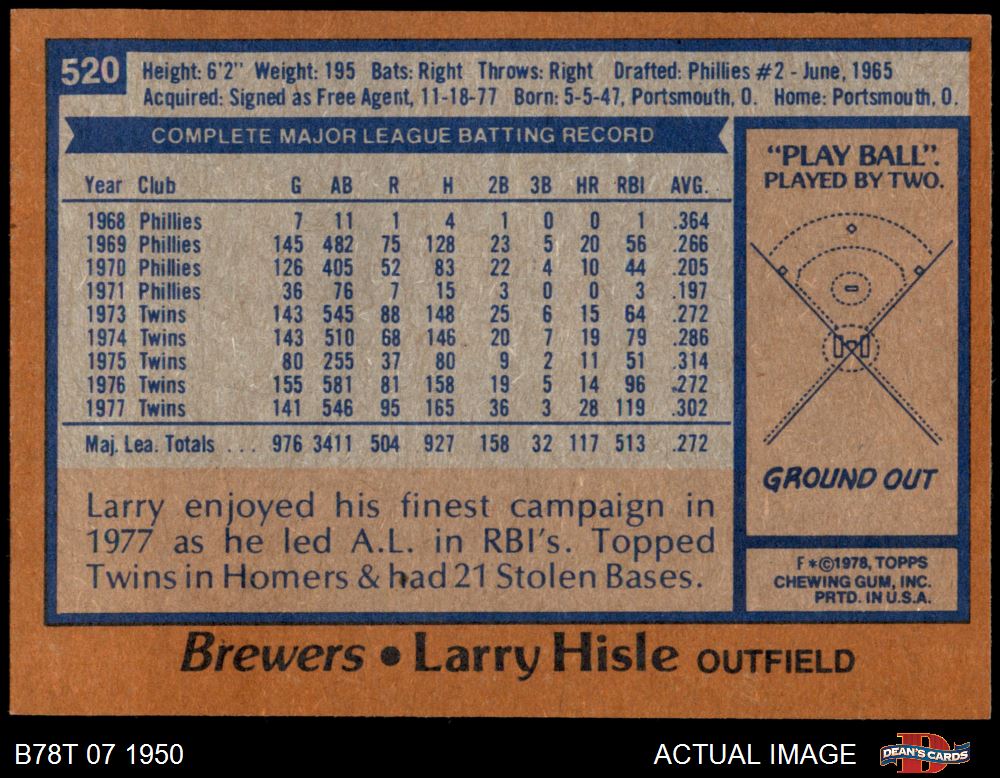 520
Height: 6'2" Weight: 195 Bats: Right Throws: Right Drafted: Phillies #2 - June, 1965
Acquired: Signed as Free Agent, 11-18-77 Born: 5-5-47, Portsmouth, O. Home: Portsmouth, O.
COMPLETE MAJOR LEAGUE BATTING RECORD
Year Club G AB R H 2B 3B HR RBI AVG.
1968 Phillies 7 11 1 4 1 0 0 1 .364
1969 Phillies 145 482 75 128 23 5 20 56 .266
1970 Phillies 126 405 52 83 22 4 10 44 .205
1971 Phillies 36 76 7 15 3 0 0 3 .197
1973 Twins 143 545 88 148 25 6 15 64 .272
1974 Twins 143 510 68 146 20 7 19 79 .286
1975 Twins 80 255 37 80 9 2 11 51 .314
1976 Twins 155 581 81 158 19 5 14 96 .272
1977 Twins 141 546 95 165 36 3 28 119 .302
Maj. Lea. Totals ... 976 3411 504 927 158 32 117 513 .272
Larry enjoyed his finest campaign in
1977 as he led A.L. in RBI's. Topped
Twins in Homers & had 21 Stolen Bases.
"PLAY BALL":
PLAYED BY TWO.
GROUND OUT
F*©1978, TOPPS
CHEWING GUM, INC.
PRTD. IN U.S.A.
Brewers • Larry Hisle OUTFIELD
B78T 07 1950
ACTUAL IMAGE
D
DEAN'S CARDS